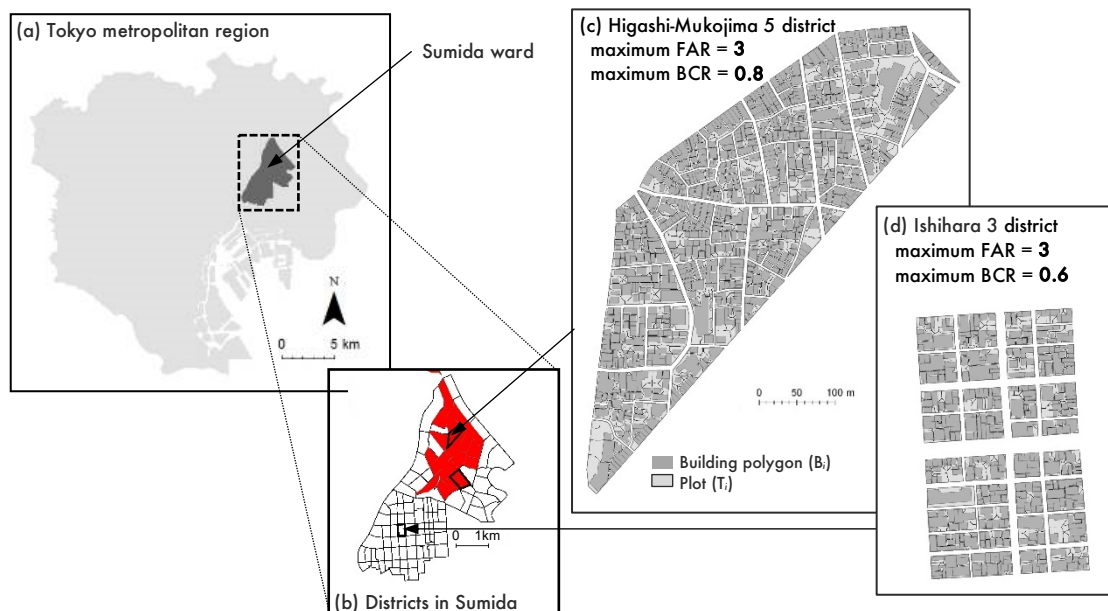 (a) Tokyo metropolitan region
Sumida ward
N
0 5 km
(b) Districts in Sumida
0 1km
(c) Higashi-Mukojima 5 district
maximum FAR = 3
maximum BCR = 0.8
0 50 100 m
Building polygon (Bi)
Plot (Ti)
(d) Ishihara 3 district
maximum FAR = 3
maximum BCR = 0.6